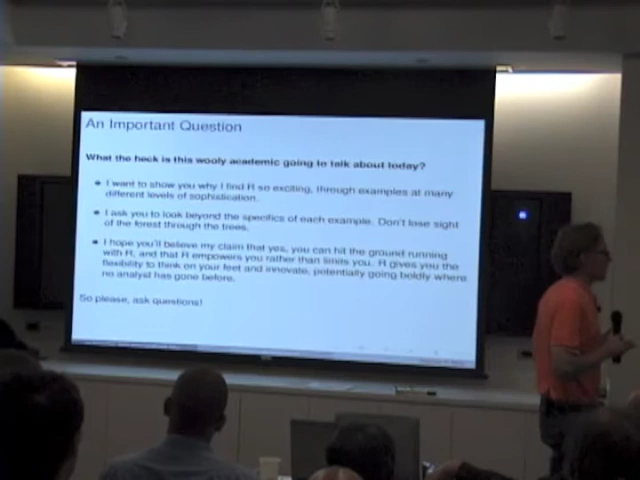 An Important Question
What the heck is this wooly academic going to talk about today?
I want to show you why I find R so exciting, through examples at many
different levels of sophistication.
I ask you to look beyond the specifics of each example. Don't lose sight
of the forest through the trees.
I hope you'll believe my claim that yes, you can hit the ground running
with R, and that R empowers you rather than limits you. R gives you the
flexibility to think on your feet and innovate, potentially going boldly where
no analyst has gone before.
So please, ask questions!